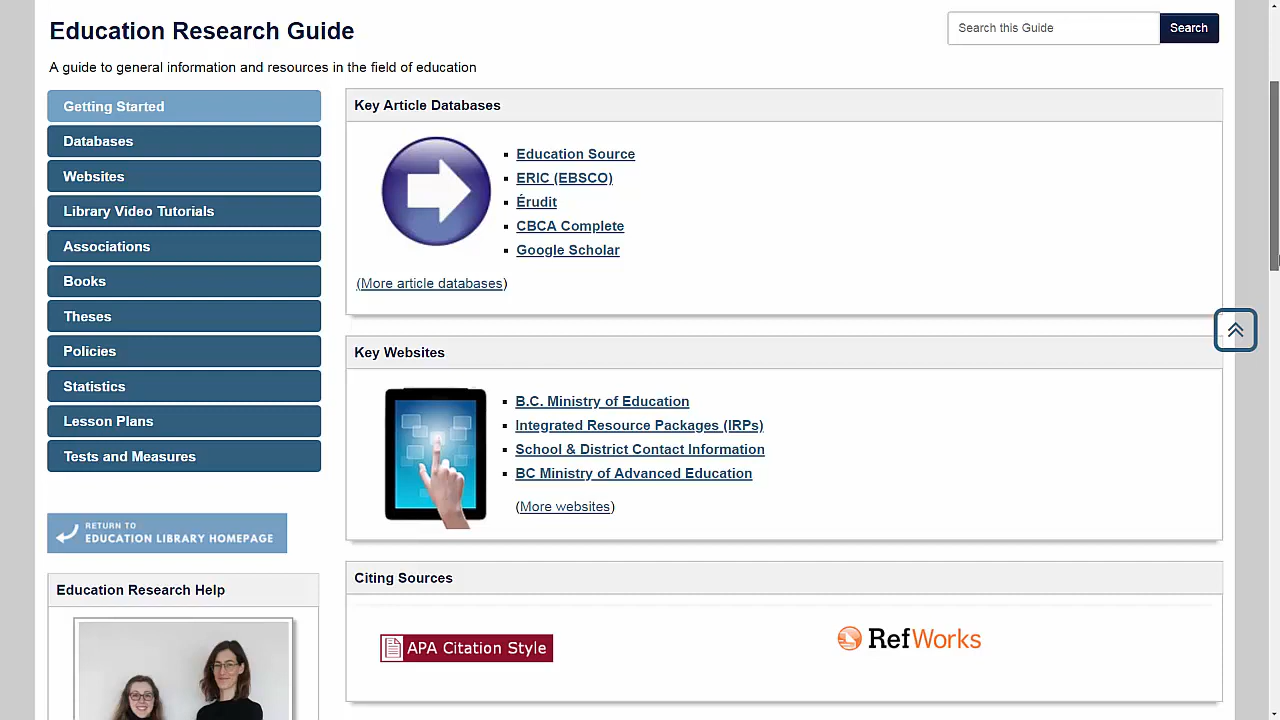 Education Research Guide
Search this Guide
Search
A guide to general information and resources in the field of education
Getting Started
Databases
Websites
Library Video Tutorials
Associations
Books
Theses
Policies
Statistics
Lesson Plans
Tests and Measures
RETURN TO
EDUCATION LIBRARY HOMEPAGE
Education Research Help
Key Article Databases
Education Source
ERIC (EBSCO)
Érudit
CBCA Complete
Google Scholar
(More article databases)
Key Websites
B.C. Ministry of Education
Integrated Resource Packages (IRPs)
School & District Contact Information
BC Ministry of Advanced Education
(More websites)
Citing Sources
APA Citation Style
RefWorks